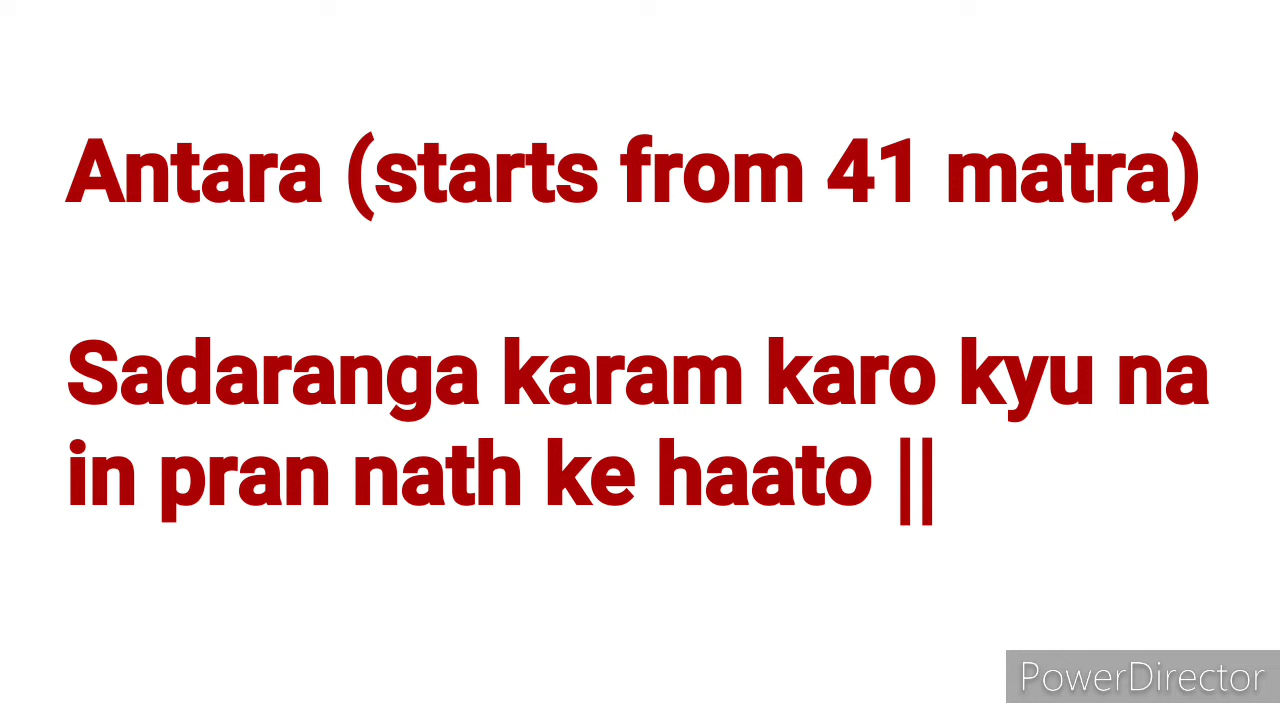 Antara (starts from 41 matra)
Sadaranga karam karo kyu na
in pran nath ke haato ||
PowerDirector